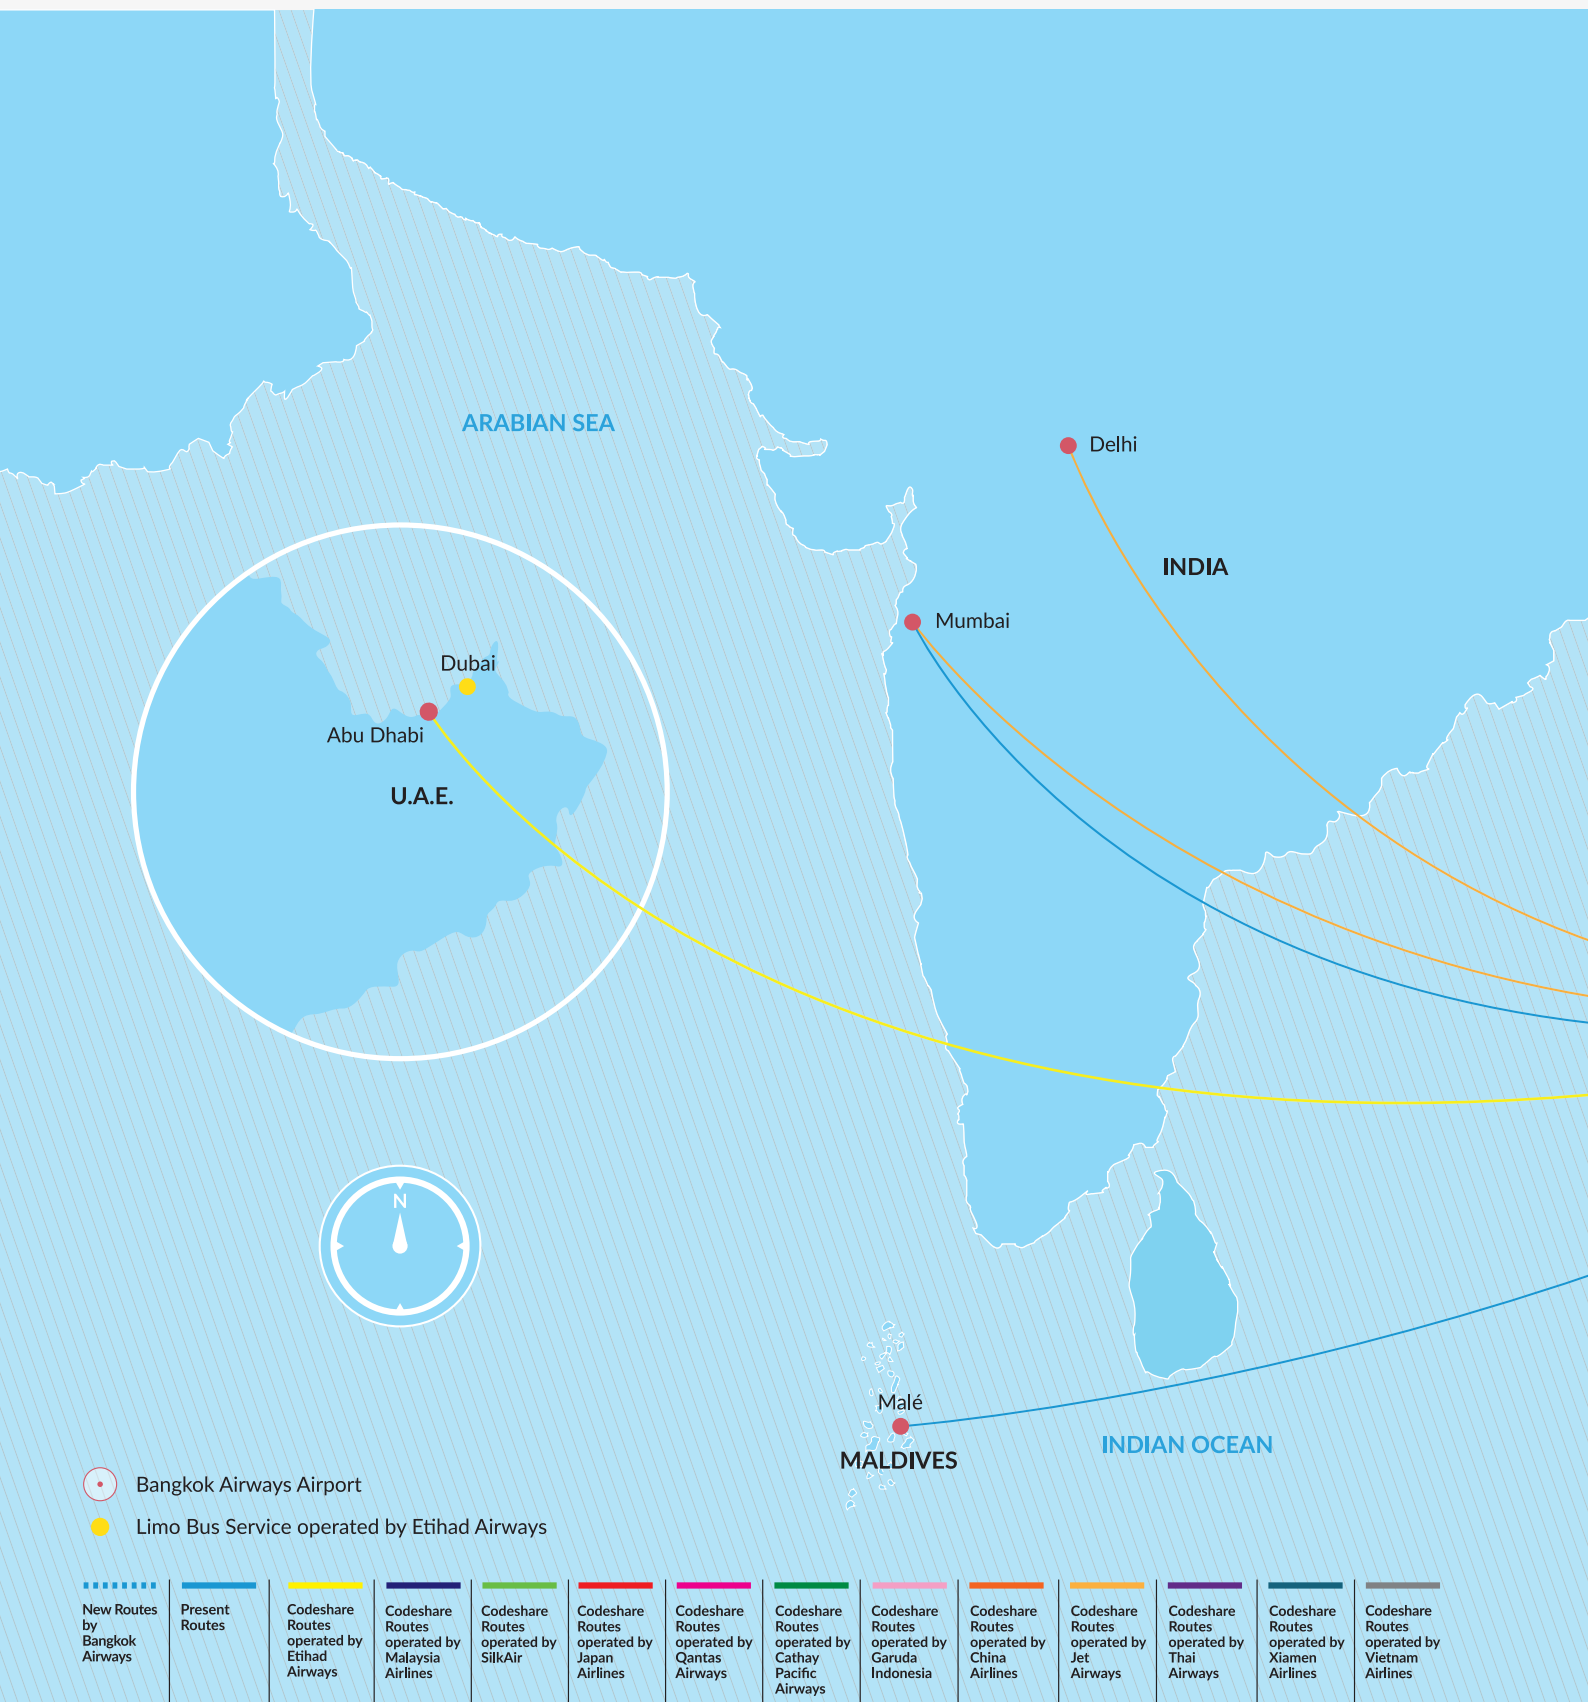 ARABIAN SEA
Delhi
INDIA
Mumbai
Dubai
Abu Dhabi
U.A.E.
N
Malé
MALDIVES
INDIAN OCEAN
Bangkok Airways Airport
Limo Bus Service operated by Etihad Airways
New Routes
by
Bangkok
Airways
Present
Routes
Codeshare
Routes
operated by
Etihad
Airways
Codeshare
Routes
operated by
Malaysia
Airlines
Codeshare
Routes
operated by
SilkAir
Codeshare
Routes
operated by
Japan
Airlines
Codeshare
Routes
operated by
Qantas
Airways
Codeshare
Routes
operated by
Cathay
Pacific
Airways
Codeshare
Routes
operated by
Garuda
Indonesia
Codeshare
Routes
operated by
China
Airlines
Codeshare
Routes
operated by
Jet
Airways
Codeshare
Routes
operated by
Thai
Airways
Codeshare
Routes
operated by
Xiamen
Airlines
Codeshare
Routes
operated by
Vietnam
Airlines